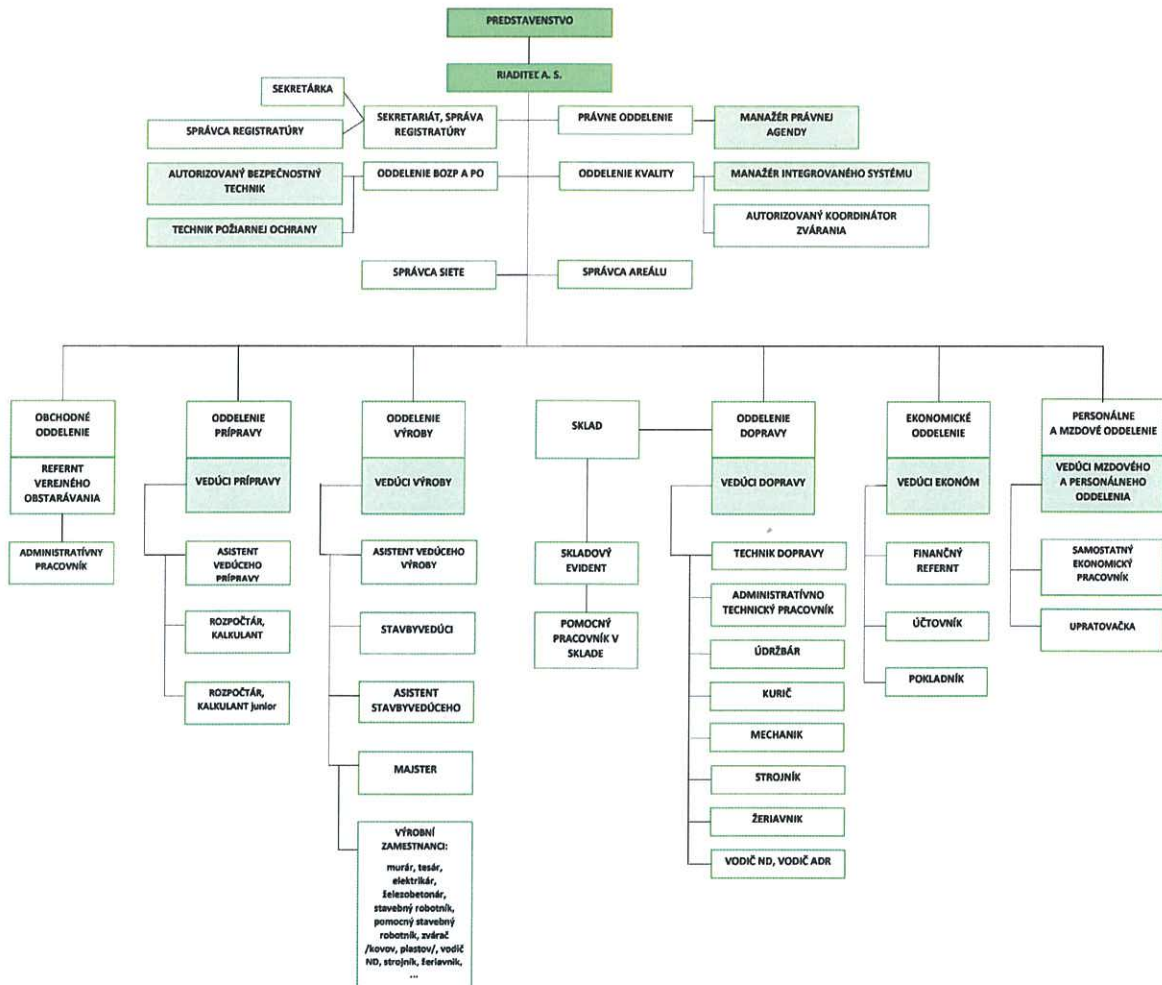 PREDSTAVENSTVO
RIADITEĽ A. S.
SEKRETÁRKA
SPRÁVCA REGISTRATÚRY
SEKRETARIÁT, SPRÁVA
REGISTRATÚRY
PRÁVNE ODDELENIE
MANAŽÉR PRÁVNEJ
AGENDY
AUTORIZOVANÝ BEZPEČNOSTNÝ
TECHNIK
ODDELENIE BOZP A PO
ODDELENIE KVALITY
MANAŽÉR INTEGROVANÉHO SYSTÉMU
TECHNIK POŽIARNEJ OCHRANY
AUTORIZOVANÝ KOORDINÁTOR
ZVÁRANIA
SPRÁVCA SIETE
SPRÁVCA AREÁLU
OBCHODNÉ
ODDELENIE
REFERNT
VEREJNÉHO
OBSTARÁVANIA
ADMINISTRATÍVNY
PRACOVNÍK
ODDELENIE
PRÍPRAVY
VEDÚCI PRÍPRAVY
ASISTENT
VEDÚCEHO
PRÍPRAVY
ROZPOČTÁR,
KALKULANT
ROZPOČTÁR,
KALKULANT junior
ODDELENIE
VÝROBY
VEDÚCI VÝROBY
ASISTENT VEDÚCEHO
VÝROBY
STAVBYVEDÚCI
ASISTENT
STAVBYVEDÚCEHO
MAJSTER
VÝROBNÍ
ZAMESTNANCI:
murár, tesár,
elektrikár,
železobetonár,
stavebný robotník,
pomocný stavebný
robotník, zvárač
/kovov, plastov/, vodič
ND, strojník, žeriavnik,
...
SKLAD
SKLADOVÝ
EVIDENT
POMOCNÝ
PRACOVNÍK V
SKLADE
ODDELENIE
DOPRAVY
VEDÚCI DOPRAVY
TECHNIK DOPRAVY
ADMINISTRATÍVNO
TECHNICKÝ PRACOVNÍK
ÚDRŽBÁR
KURIČ
MECHANIK
STROJNÍK
ŽERIAVNIK
VODIČ ND, VODIČ ADR
EKONOMICKÉ
ODDELENIE
VEDÚCI EKONÓM
FINANČNÝ
REFERNT
ÚČTOVNÍK
POKLADNÍK
PERSONÁLNE
A MZDOVÉ ODDELENIE
VEDÚCI MZDOVÉHO
A PERSONÁLNEHO
ODDELENIA
SAMOSTATNÝ
EKONOMICKÝ
PRACOVNÍK
UPRATOVAČKA